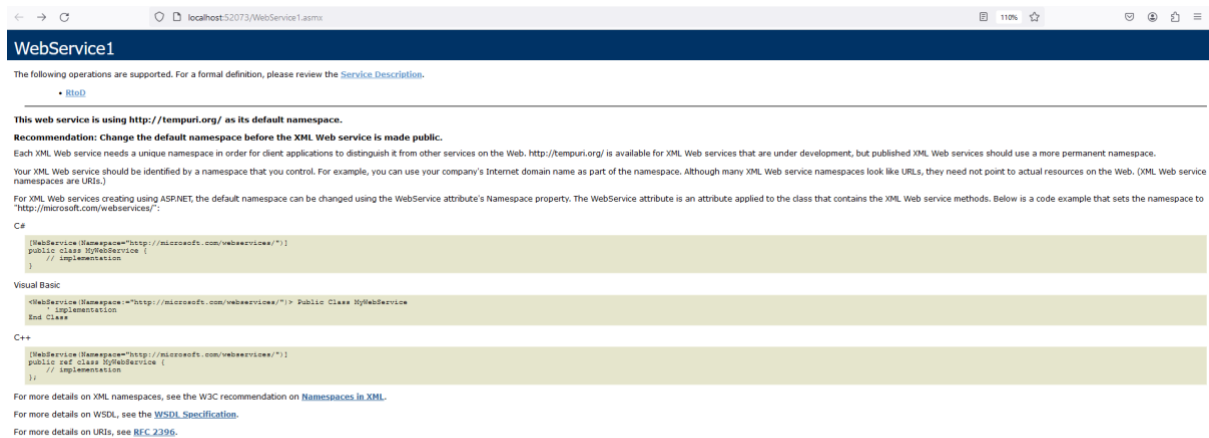 localhost:52073/WebService1.asmx
110%
WebService1
The following operations are supported. For a formal definition, please review the Service Description.
• RtoD
This web service is using http://tempuri.org/ as its default namespace.
Recommendation: Change the default namespace before the XML Web service is made public.
Each XML Web service needs a unique namespace in order for client applications to distinguish it from other services on the Web. http://tempuri.org/ is available for XML Web services that are under development, but published XML Web services should use a more permanent namespace.
Your XML Web service should be identified by a namespace that you control. For example, you can use your company's Internet domain name as part of the namespace. Although many XML Web service namespaces look like URLs, they need not point to actual resources on the Web. (XML Web service
namespaces are URIs.)
For XML Web services creating using ASP.NET, the default namespace can be changed using the WebService attribute's Namespace property. The WebService attribute is an attribute applied to the class that contains the XML Web service methods. Below is a code example that sets the namespace to
"http://microsoft.com/webservices/":
C#
[WebService(Namespace="http://microsoft.com/webservices/")]
public class MyWebService {
// implementation
}
Visual Basic
<WebService(Namespace:="http://microsoft.com/webservices/")> Public Class MyWebService
' implementation
End Class
C++
[WebService(Namespace="http://microsoft.com/webservices/")]
public ref class MyWebService {
// implementation
};
For more details on XML namespaces, see the W3C recommendation on Namespaces in XML.
For more details on WSDL, see the WSDL Specification.
For more details on URIs, see RFC 2396.